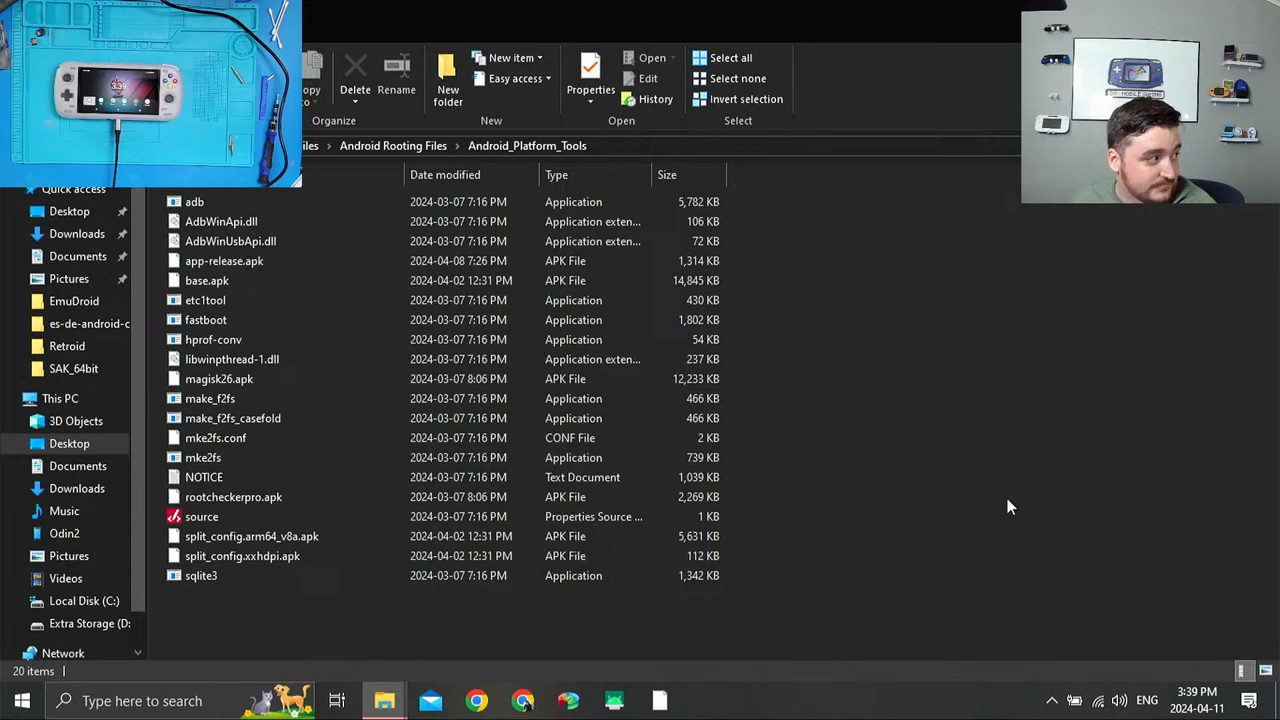 3:39
New item
Easy access
Open
Edit
History
Select all
Select none
Invert selection
Delete
Rename
New
folder
Properties
Organize
New
Open
Select
Android Rooting Files
Android_Platform_Tools
Date modified
Type
Size
Quick access
Desktop
Downloads
Documents
Pictures
EmuDroid
es-de-android-c
Retroid
SAK_64bit
This PC
3D Objects
Desktop
Documents
Downloads
Music
Odin2
Pictures
Videos
Local Disk (C:)
Extra Storage (D:
Network
adb 2024-03-07 7:16 PM Application 5,782 KB
AdbWinApi.dll 2024-03-07 7:16 PM Application exten... 106 KB
AdbWinUsbApi.dll 2024-03-07 7:16 PM Application exten... 72 KB
app-release.apk 2024-04-08 7:26 PM APK File 1,314 KB
base.apk 2024-04-02 12:31 PM APK File 14,845 KB
etc1tool 2024-03-07 7:16 PM Application 430 KB
fastboot 2024-03-07 7:16 PM Application 1,802 KB
hprof-conv 2024-03-07 7:16 PM Application 54 KB
libwinpthread-1.dll 2024-03-07 7:16 PM Application exten... 237 KB
magisk26.apk 2024-03-07 8:06 PM APK File 12,233 KB
make_f2fs 2024-03-07 7:16 PM Application 466 KB
make_f2fs_casefold 2024-03-07 7:16 PM Application 466 KB
mke2fs.conf 2024-03-07 7:16 PM CONF File 2 KB
mke2fs 2024-03-07 7:16 PM Application 739 KB
NOTICE 2024-03-07 7:16 PM Text Document 1,039 KB
rootcheckerpro.apk 2024-03-07 8:06 PM APK File 2,269 KB
source 2024-03-07 7:16 PM Properties Source ... 1 KB
split_config.arm64_v8a.apk 2024-04-02 12:31 PM APK File 5,631 KB
split_config.xxhdpi.apk 2024-04-02 12:31 PM APK File 112 KB
sqlite3 2024-03-07 7:16 PM Application 1,342 KB
20 items
Type here to search
ENG
3:39 PM
2024-04-11